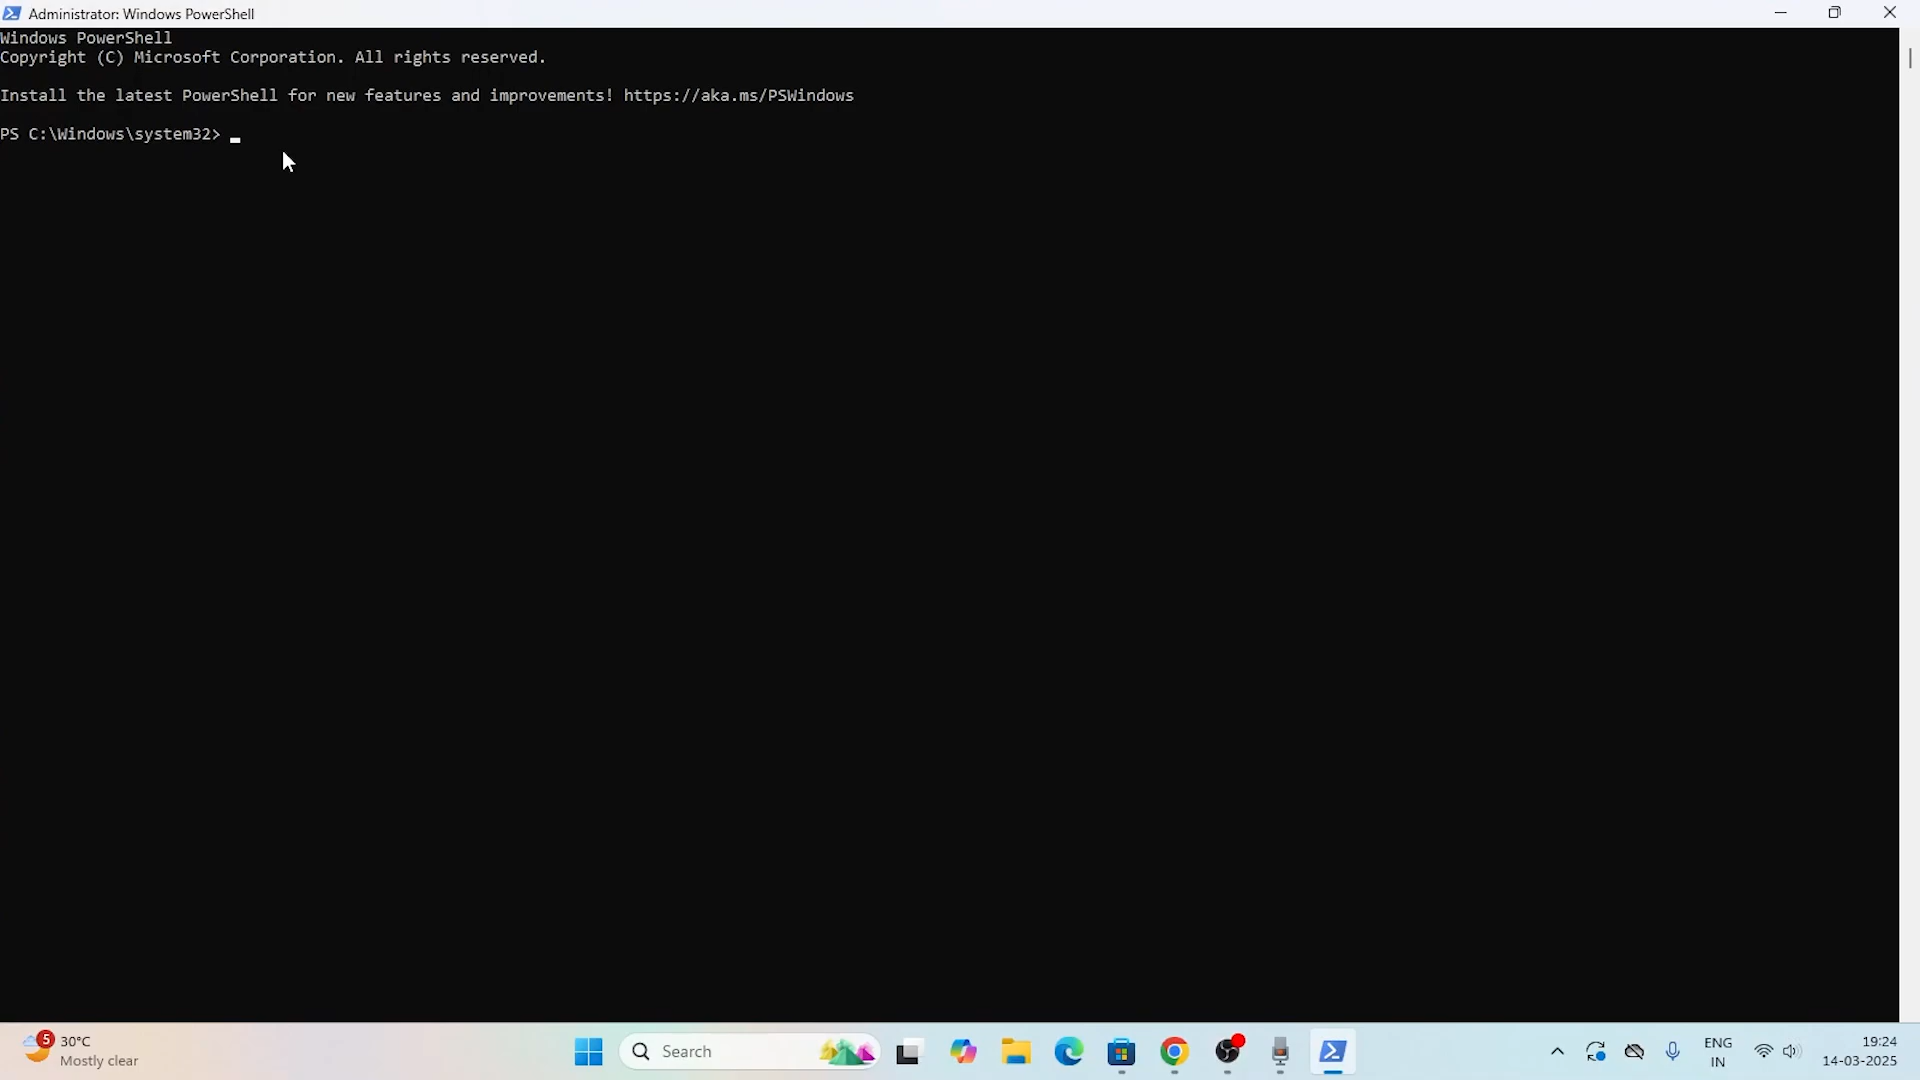 Administrator: Windows PowerShell
Windows PowerShell
Copyright (C) Microsoft Corporation. All rights reserved.
Install the latest PowerShell for new features and improvements! https://aka.ms/PSWindows
PS C:\Windows\system32>
5
30°C
Mostly clear
Search
ENG
IN
19:24
14-03-2025